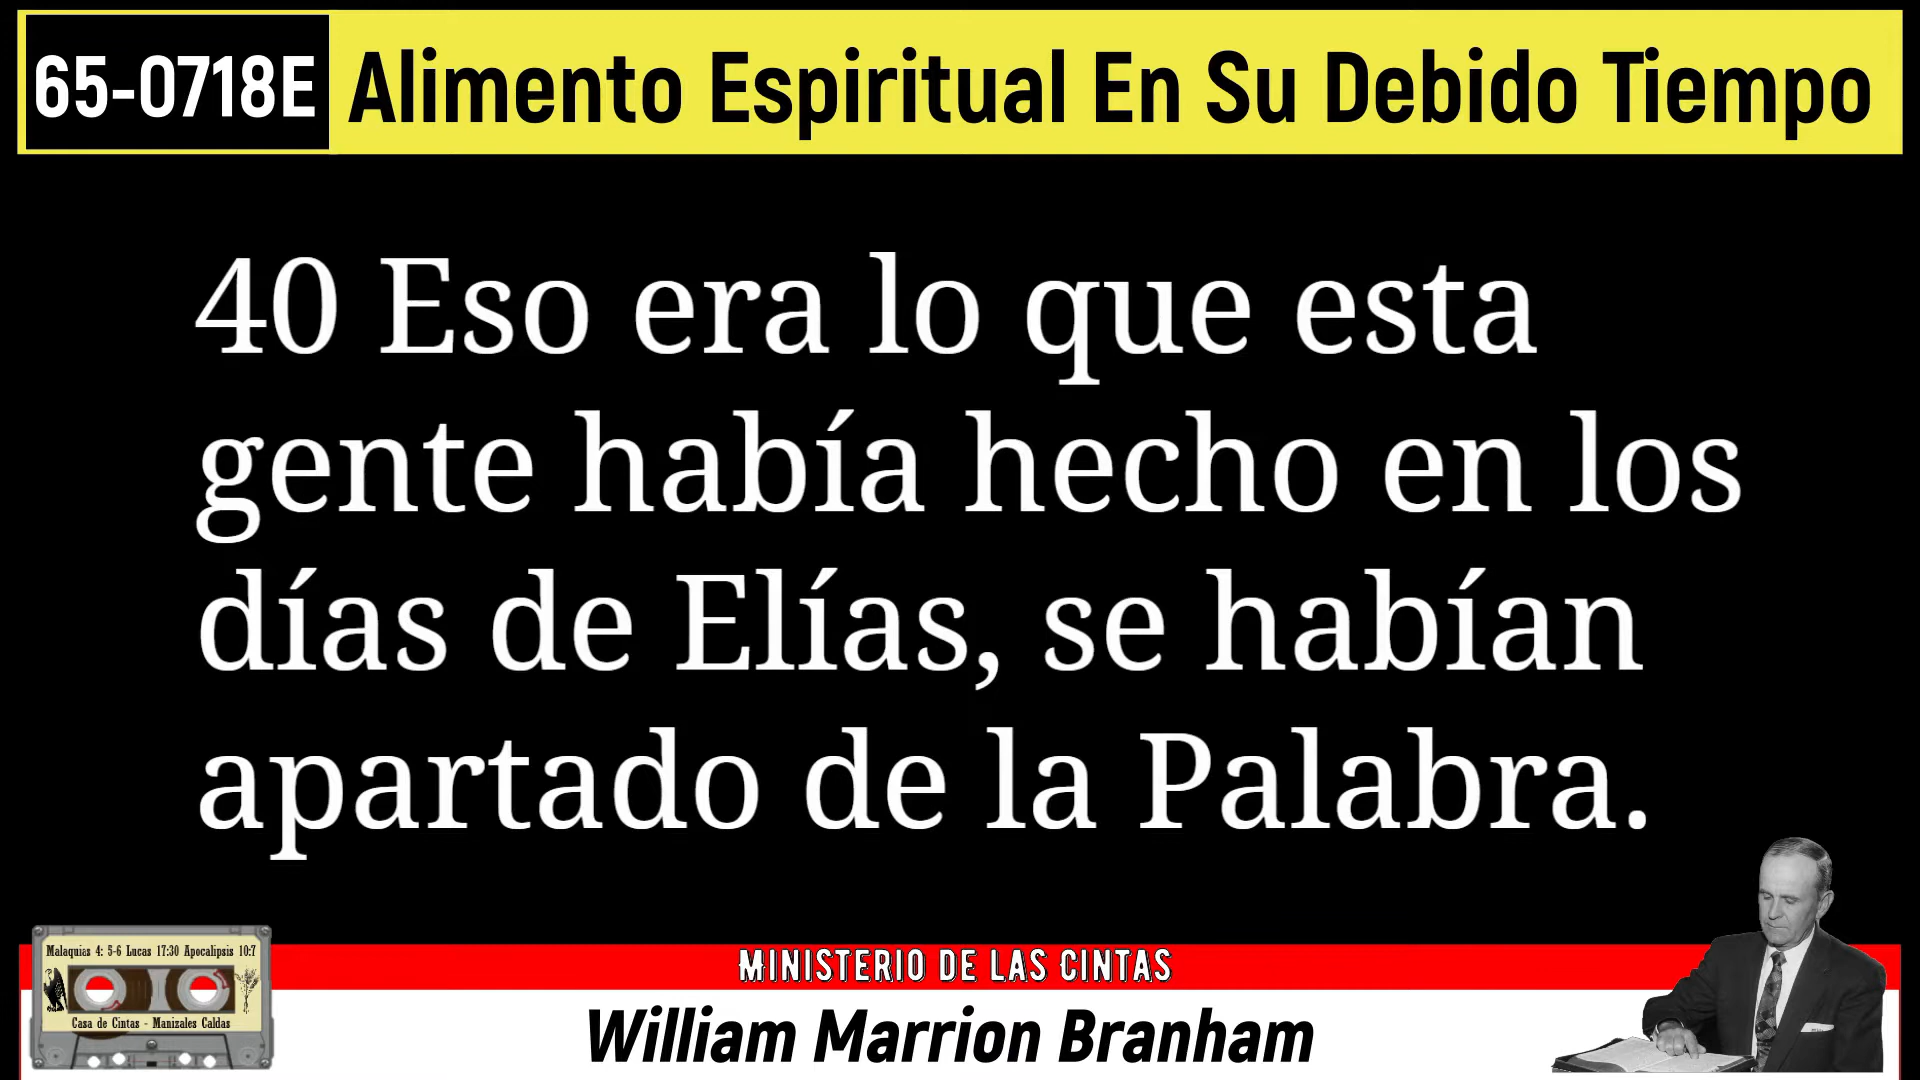 65-0718E Alimento Espiritual En Su Debido Tiempo
40 Eso era lo que esta
gente había hecho en los
días de Elías, se habían
apartado de la Palabra.
Malaquias 4: 5-6 Lucas 17:30 Apocalipsis 10:7
Casa de Cintas - Manizales Caldas
MINISTERIO DE LAS CINTAS
William Marrion Branham